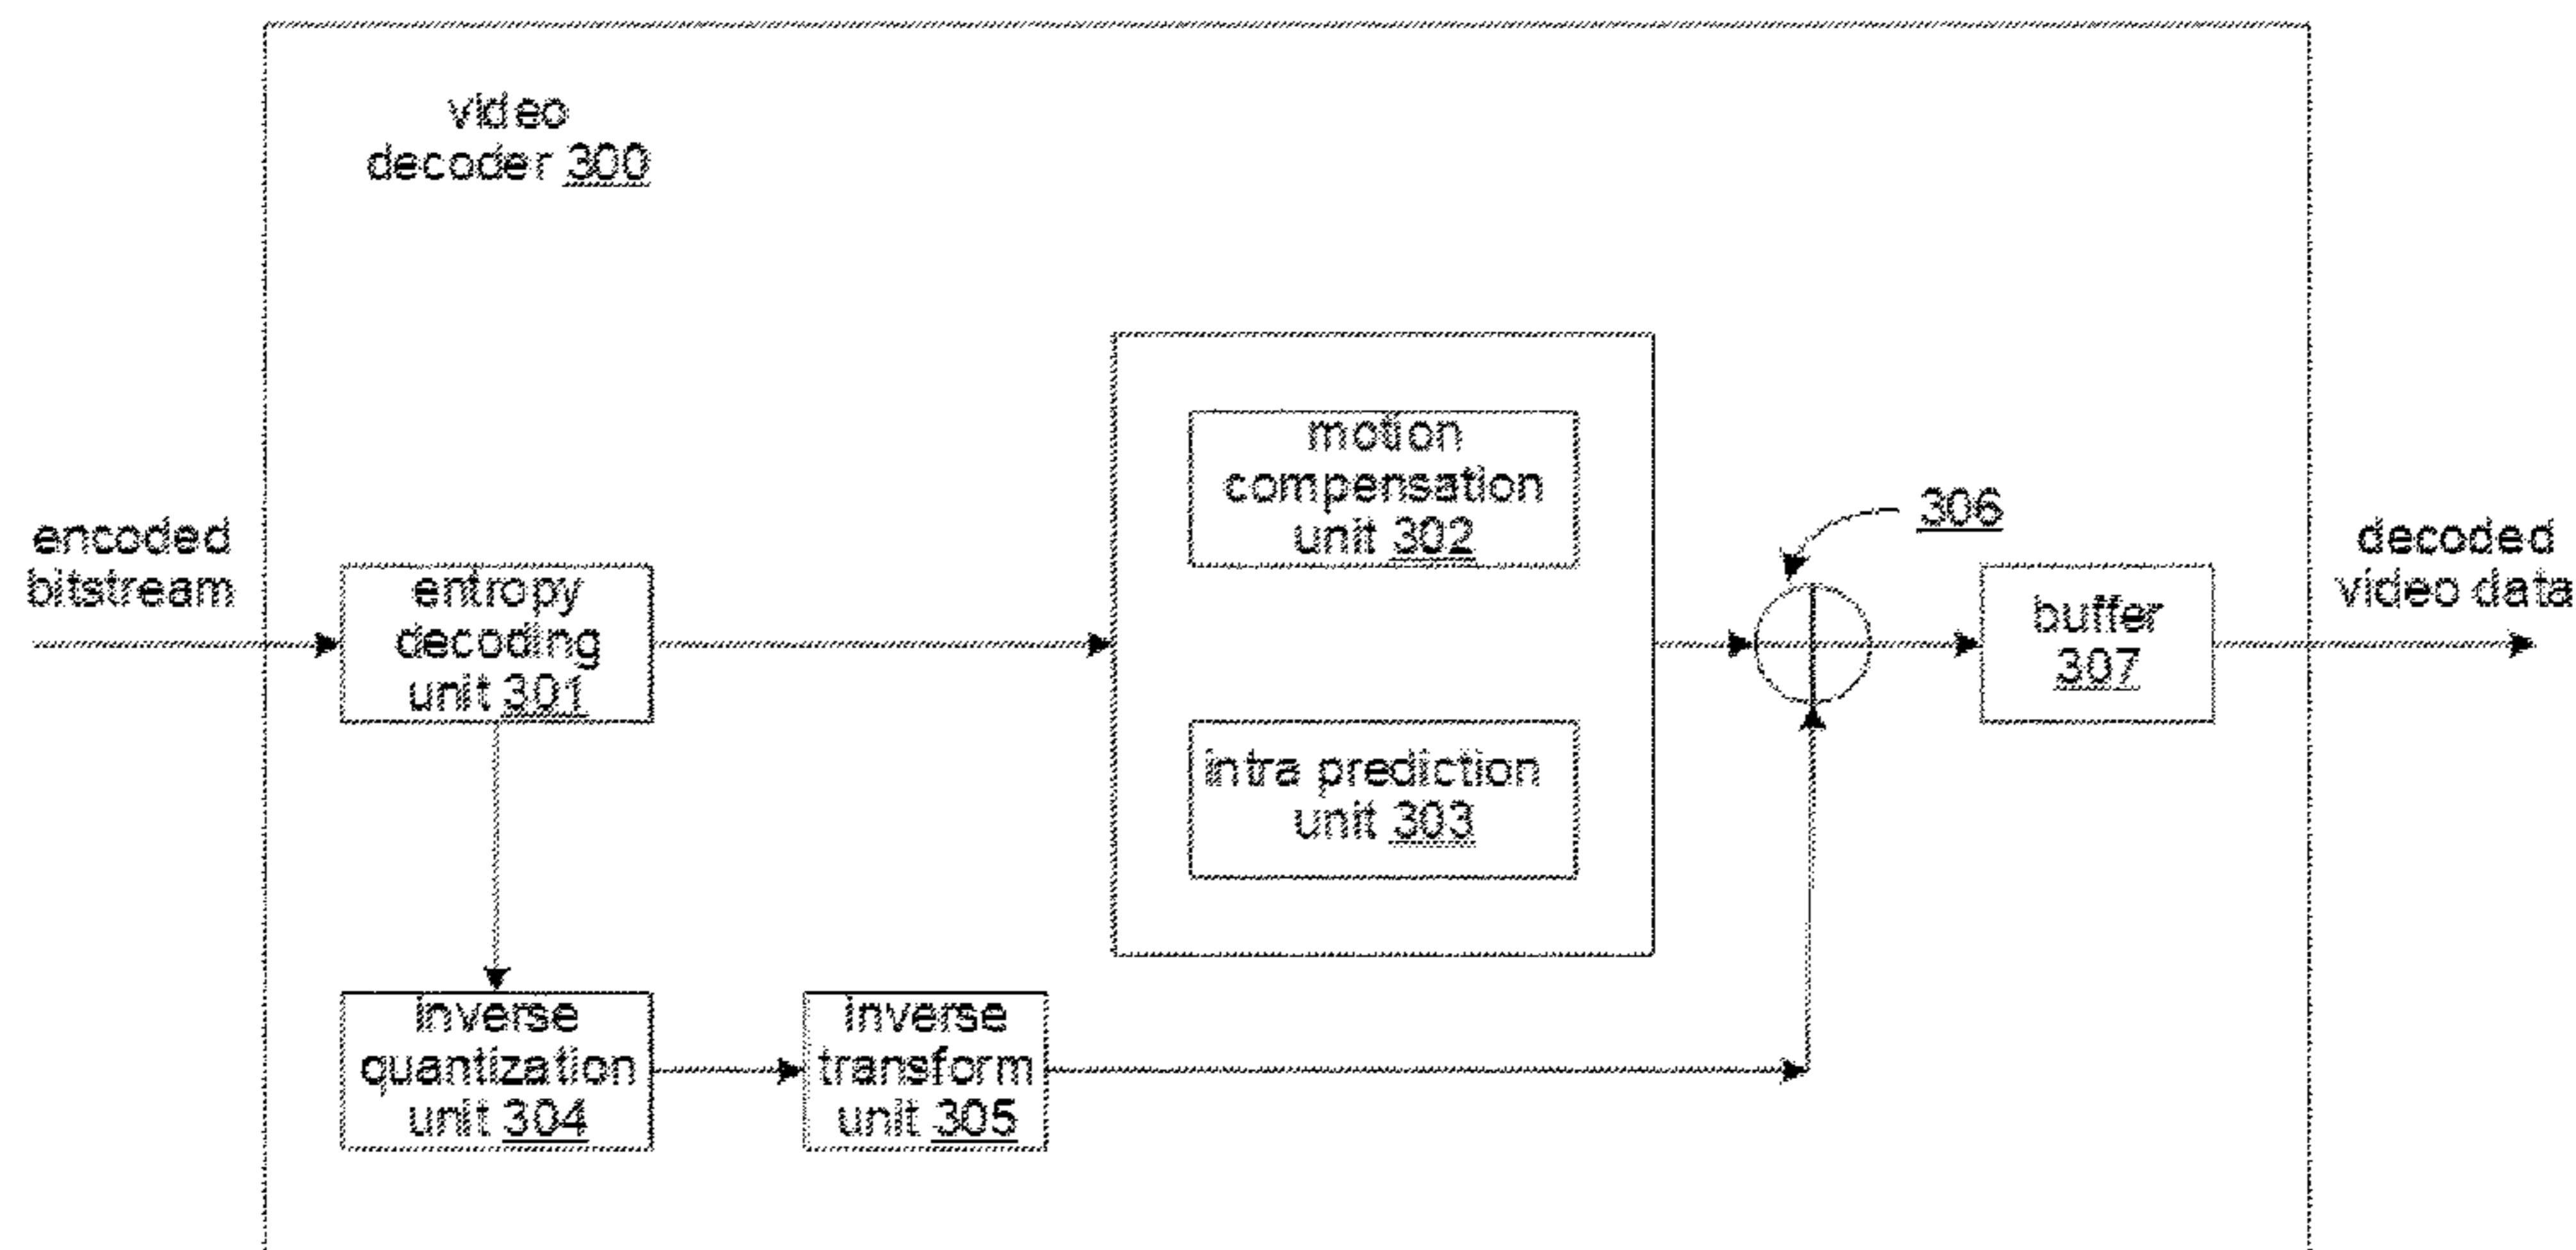 video
decoder 300
encoded
bitstream
entropy
decoding
unit 301
motion
compensation
unit 302
intra prediction
unit 303
306
buffer
307
decoded
video data
inverse
quantization
unit 304
inverse
transform
unit 305